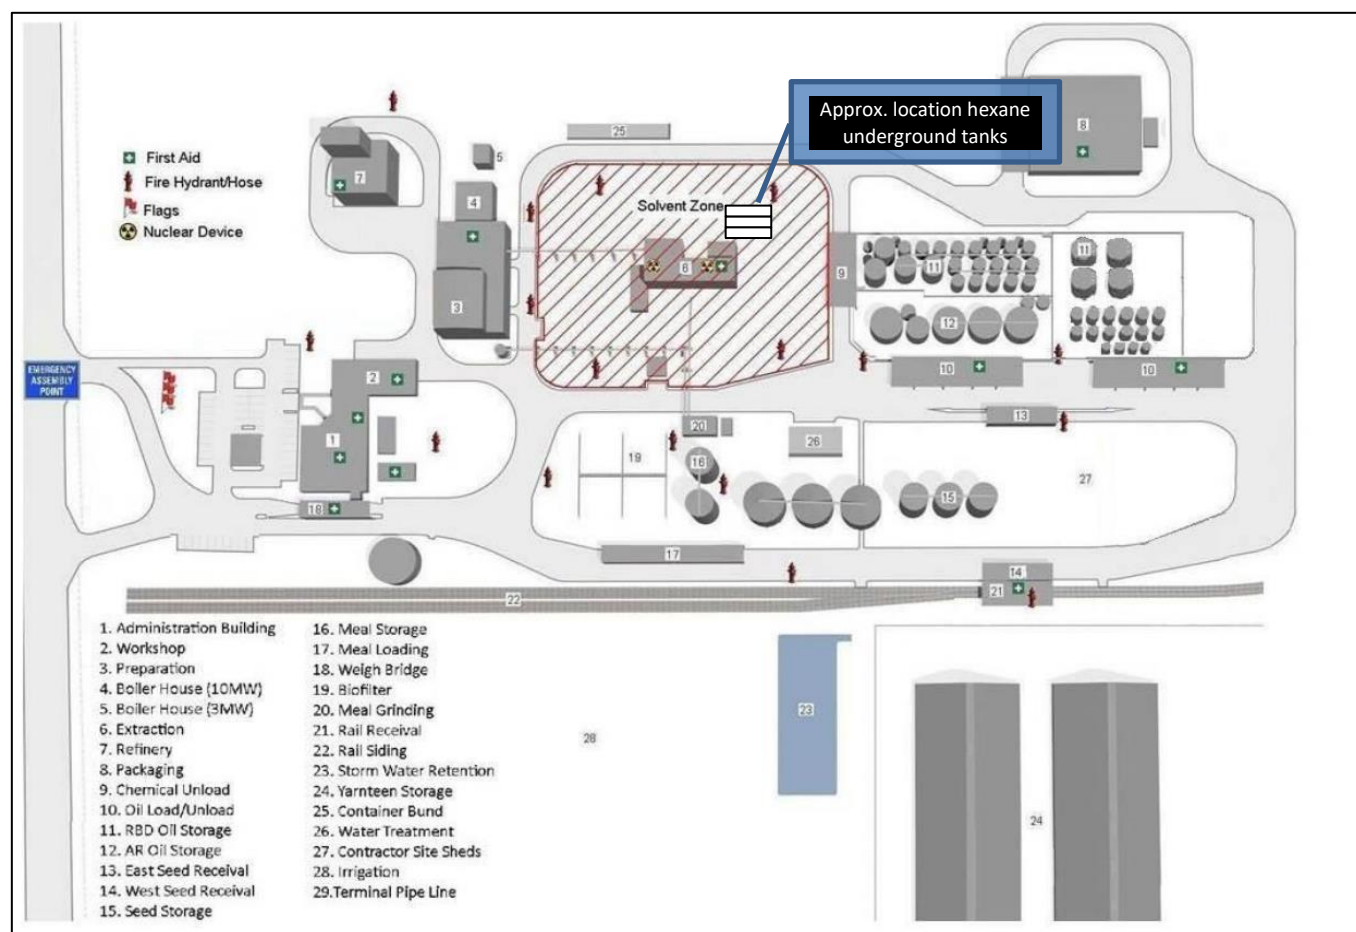 Approx. location hexane
underground tanks
First Aid
Fire Hydrant/Hose
Flags
Nuclear Device
25
8
5
7
4
Solvent Zone
6
9
11
11
3
12
EMERGENCY
ASSEMBLY
POINT
2
10
10
1
13
20
26
19
16
27
15
18
17
14
21
22
1. Administration Building
2. Workshop
3. Preparation
4. Boiler House (10MW)
5. Boiler House (3MW)
6. Extraction
7. Refinery
8. Packaging
9. Chemical Unload
10. Oil Load/Unload
11. RBD Oil Storage
12. AR Oil Storage
13. East Seed Receival
14. West Seed Receival
15. Seed Storage
16. Meal Storage
17. Meal Loading
18. Weigh Bridge
19. Biofilter
20. Meal Grinding
21. Rail Receival
22. Rail Siding
23. Storm Water Retention
24. Yarnteen Storage
25. Container Bund
26. Water Treatment
27. Contractor Site Sheds
28. Irrigation
29.Terminal Pipe Line
28
23
24